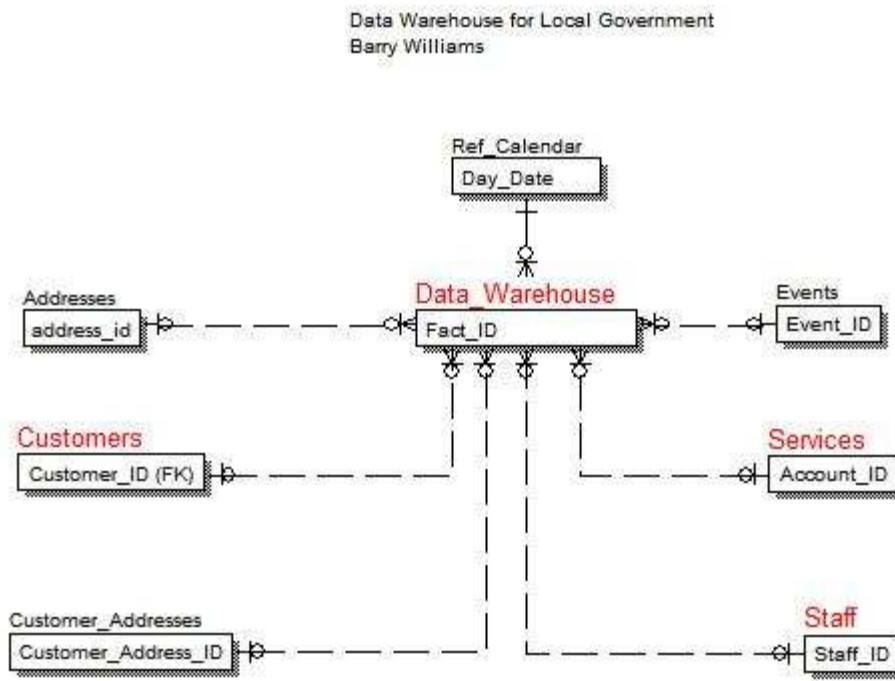 Data Warehouse for Local Government
Barry Williams
Ref_Calendar
Day_Date
Addresses
address_id
Data_Warehouse
Fact_ID
Events
Event_ID
Customers
Customer_ID (FK)
Services
Account_ID
Customer_Addresses
Customer_Address_ID
Staff
Staff_ID